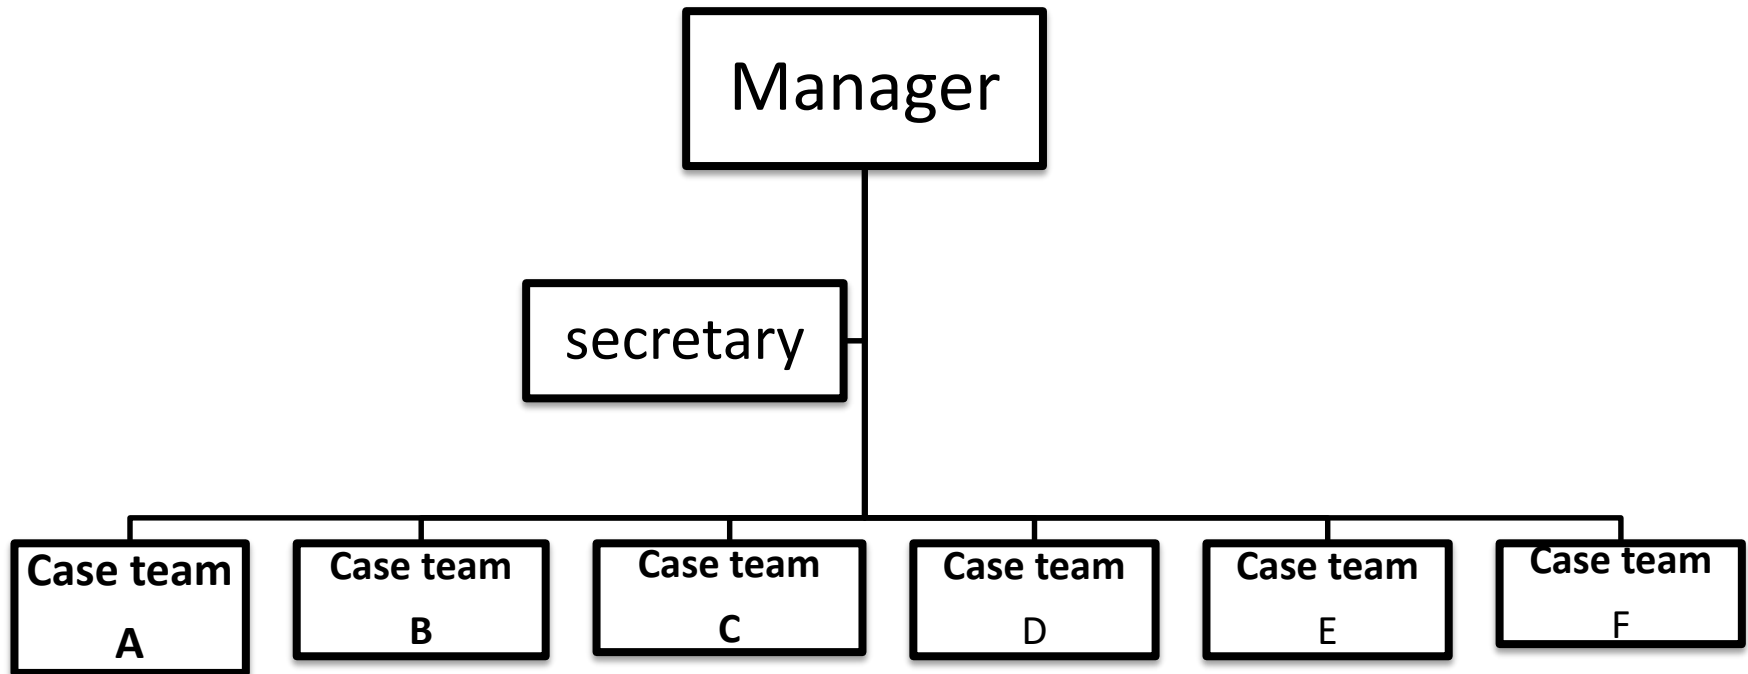 Manager
secretary
Case team
A
Case team
B
Case team
C
Case team
D
Case team
E
Case team
F